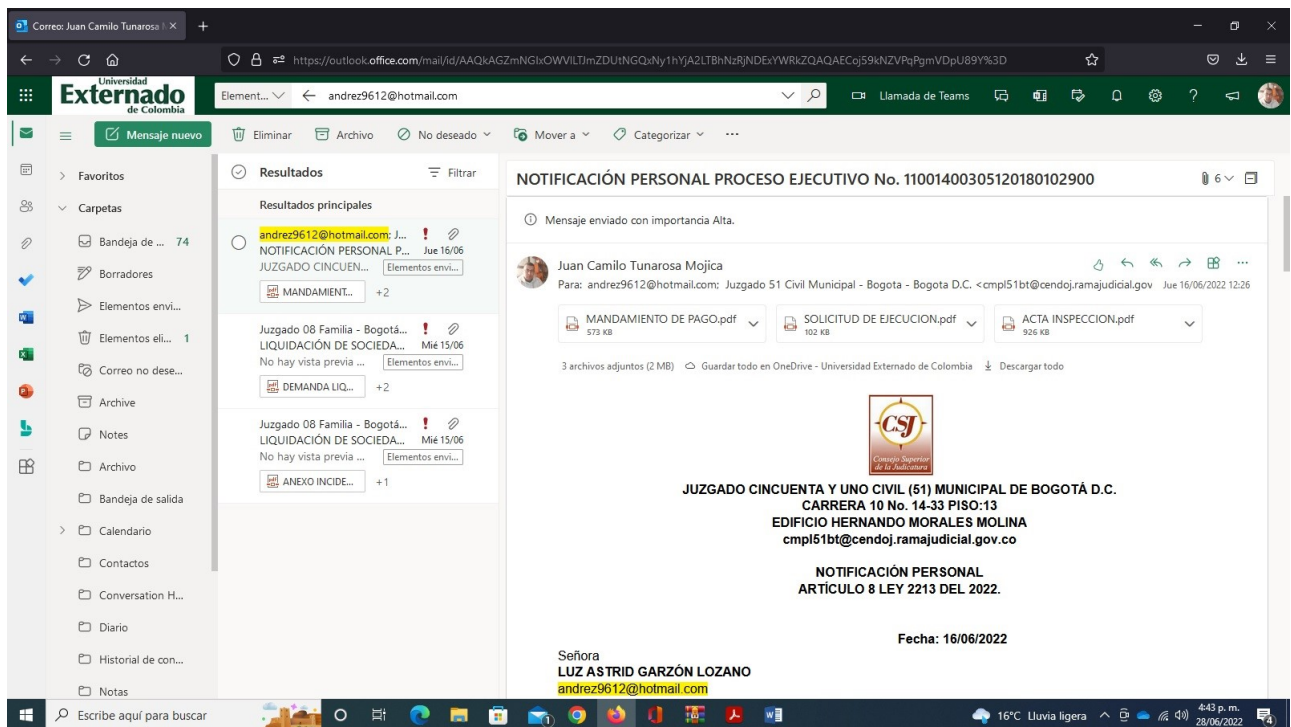 Correo: Juan Camilo Tunarosa M
https://outlook.office.com/mail/id/AAQkAGZmNGIxOWVlLTJmZDUtNGQxNy1hYjA2LTBhNzRjNDExYWRkZQAQAECoj59kNZVPqPgmVDpU89Y%3D
Universidad
Externado
de Colombia
Element...
andrez9612@hotmail.com
Llamada de Teams
Mensaje nuevo
Eliminar
Archivo
No deseado
Mover a
Categorizar
Favoritos
Carpetas
Bandeja de ... 74
Borradores
Elementos envi...
Elementos eli... 1
Correo no dese...
Archive
Notes
Archivo
Bandeja de salida
Calendario
Contactos
Conversation H...
Diario
Historial de con...
Notas
Resultados
Filtrar
Resultados principales
andrez9612@hotmail.com; J...
NOTIFICACIÓN PERSONAL P... Jue 16/06
JUZGADO CINCUEN... Elementos envi...
MANDAMIENT... +2
Juzgado 08 Familia - Bogotá...
LIQUIDACIÓN DE SOCIEDA... Mié 15/06
No hay vista previa ... Elementos envi...
DEMANDA LIQ... +2
Juzgado 08 Familia - Bogotá...
LIQUIDACIÓN DE SOCIEDA... Mié 15/06
No hay vista previa ... Elementos envi...
ANEXO INCIDE... +1
NOTIFICACIÓN PERSONAL PROCESO EJECUTIVO No. 11001400305120180102900
6
Mensaje enviado con importancia Alta.
Juan Camilo Tunarosa Mojica
Para: andrez9612@hotmail.com; Juzgado 51 Civil Municipal - Bogota - Bogota D.C. <cmpl51bt@cendoj.ramajudicial.gov Jue 16/06/2022 12:26
MANDAMIENTO DE PAGO.pdf
573 KB
SOLICITUD DE EJECUCION.pdf
102 KB
ACTA INSPECCION.pdf
926 KB
3 archivos adjuntos (2 MB) Guardar todo en OneDrive - Universidad Externado de Colombia Descargar todo
CSJ
Consejo Superior
de la Judicatura
JUZGADO CINCUENTA Y UNO CIVIL (51) MUNICIPAL DE BOGOTÁ D.C.
CARRERA 10 No. 14-33 PISO:13
EDIFICIO HERNANDO MORALES MOLINA
cmpl51bt@cendoj.ramajudicial.gov.co
NOTIFICACIÓN PERSONAL
ARTÍCULO 8 LEY 2213 DEL 2022.
Fecha: 16/06/2022
Señora
LUZ ASTRID GARZÓN LOZANO
andrez9612@hotmail.com
Escribe aquí para buscar
16°C Lluvia ligera
4:43 p. m.
28/06/2022
4